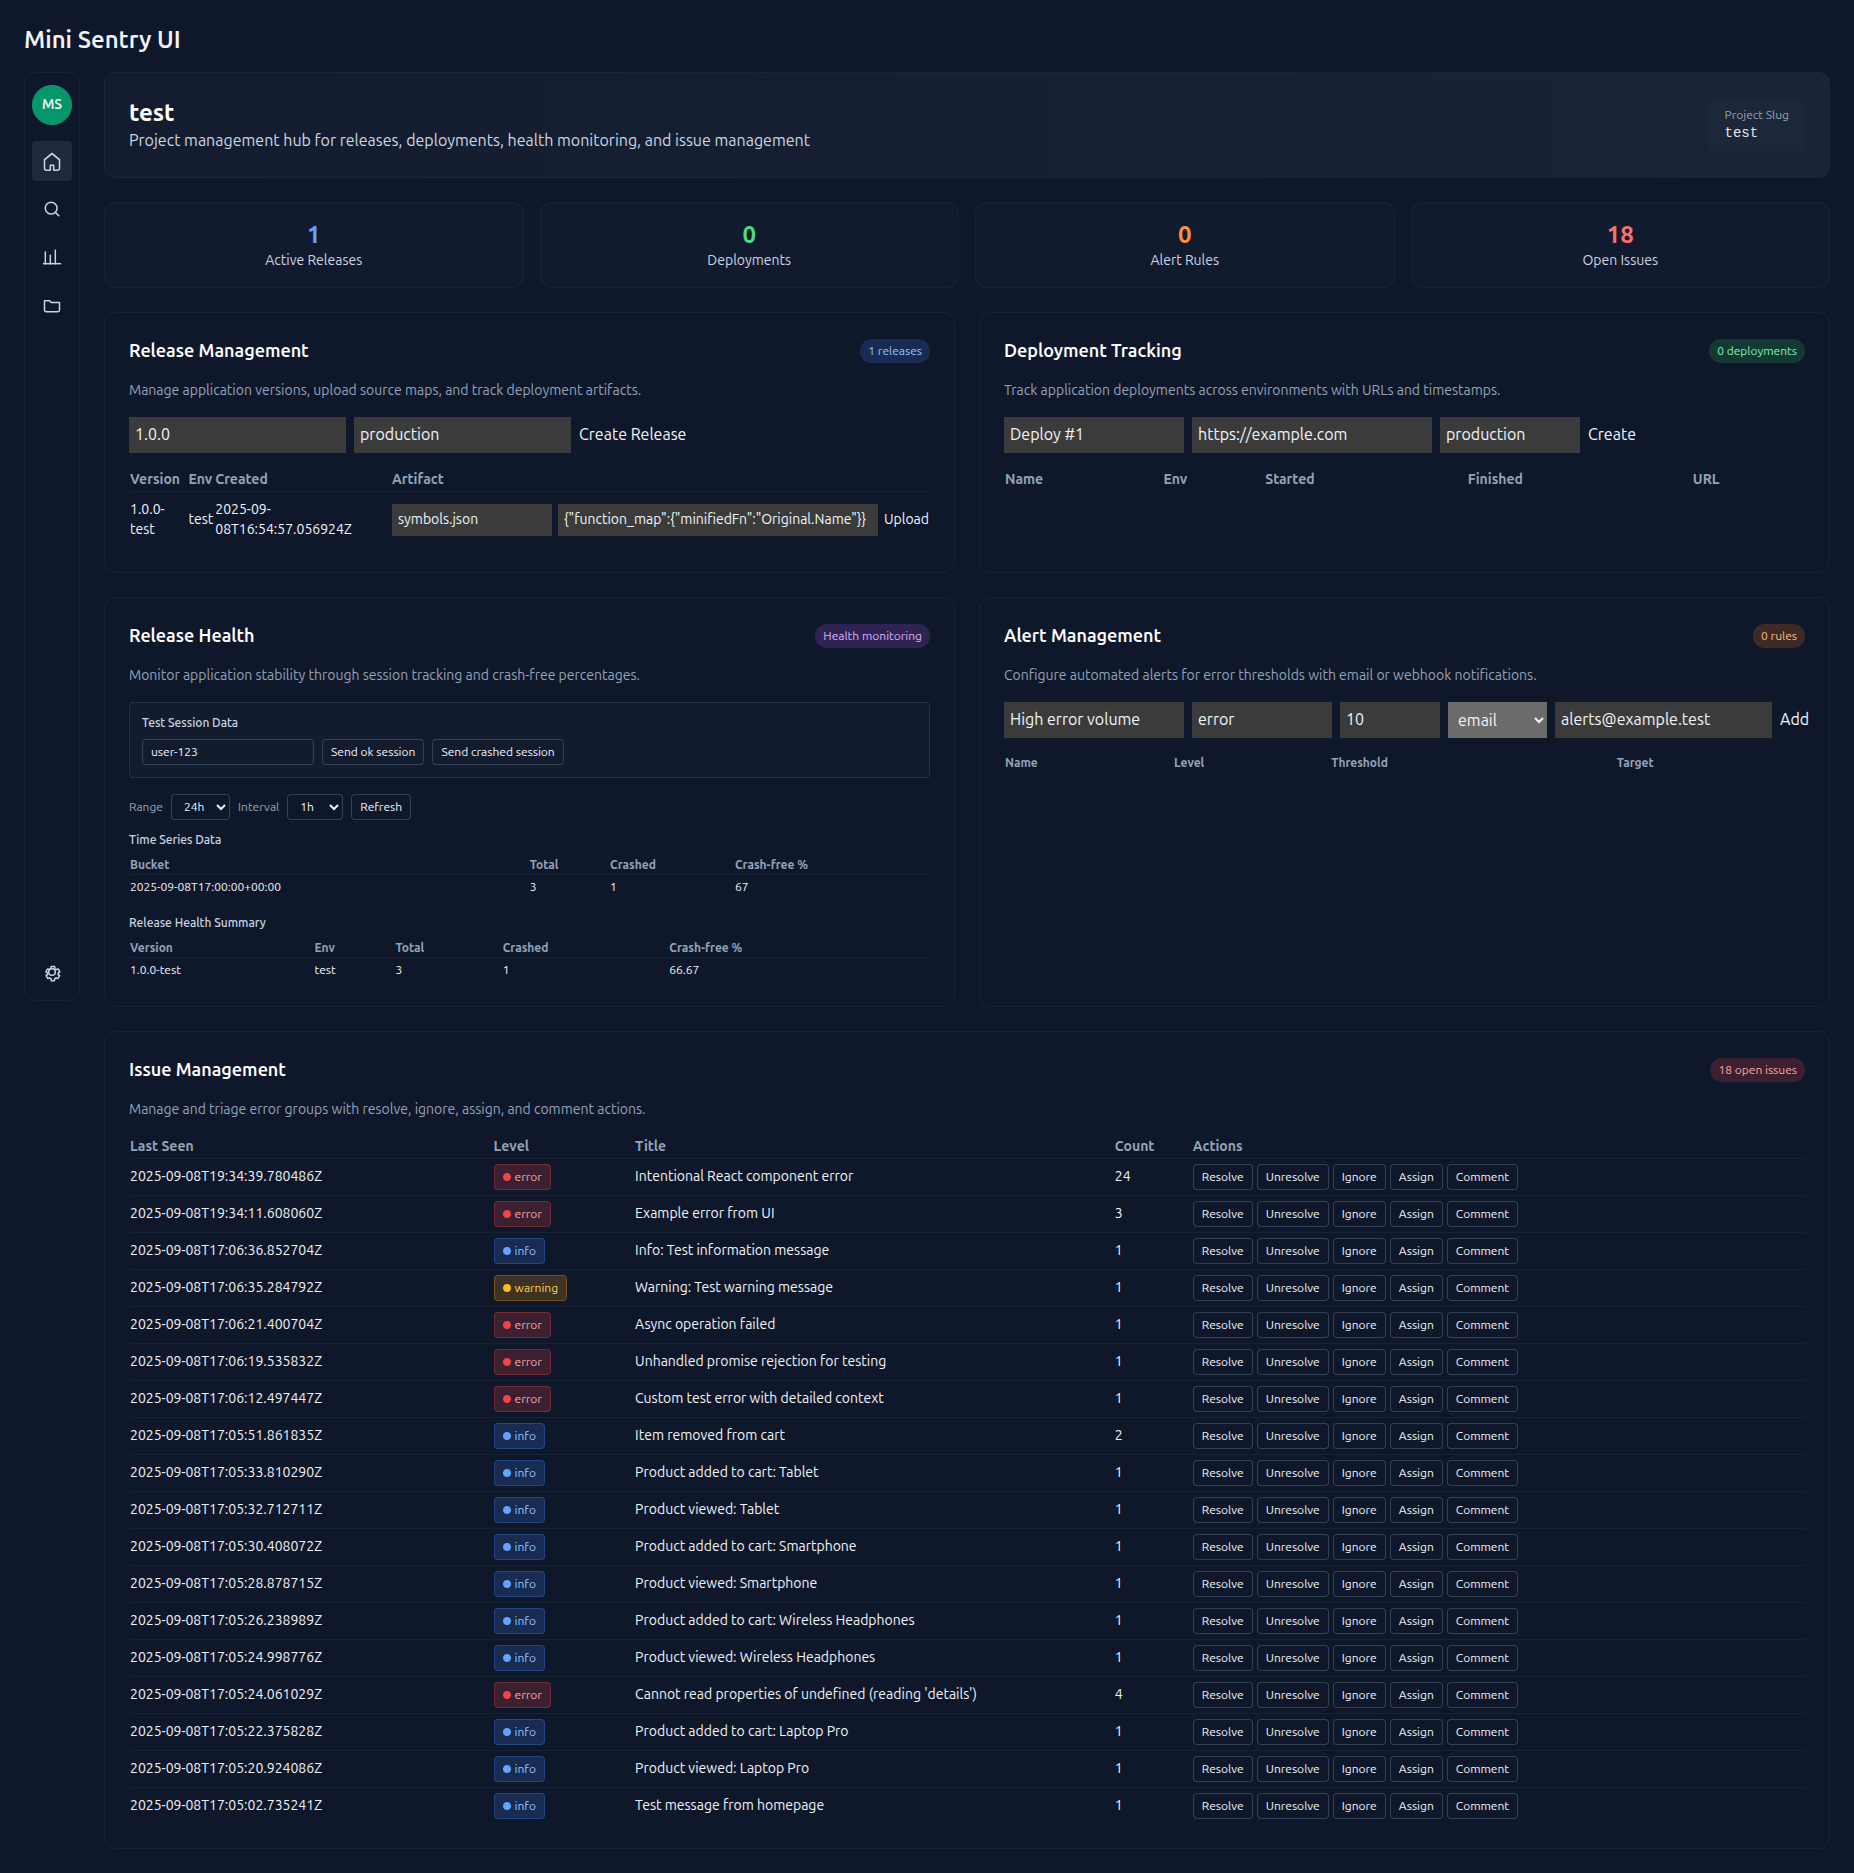 Mini Sentry UI
MS
test
Project management hub for releases, deployments, health monitoring, and issue management
Project Slug
test
1
Active Releases
0
Deployments
0
Alert Rules
18
Open Issues
Release Management
1 releases
Manage application versions, upload source maps, and track deployment artifacts.
1.0.0 production Create Release
Version Env Created Artifact
1.0.0-
test
test
2025-09-
08T16:54:57.056924Z
symbols.json {"function_map":{"minifiedFn":"Original.Name"}} Upload
Deployment Tracking
0 deployments
Track application deployments across environments with URLs and timestamps.
Deploy #1 https://example.com production Create
Name Env Started Finished URL
Release Health
Health monitoring
Monitor application stability through session tracking and crash-free percentages.
Test Session Data
user-123 Send ok session Send crashed session
Range 24h Interval 1h Refresh
Time Series Data
Bucket Total Crashed Crash-free %
2025-09-08T17:00:00+00:00 3 1 67
Release Health Summary
Version Env Total Crashed Crash-free %
1.0.0-test test 3 1 66.67
Alert Management
0 rules
Configure automated alerts for error thresholds with email or webhook notifications.
High error volume error 10 email alerts@example.test Add
Name Level Threshold Target
Issue Management
18 open issues
Manage and triage error groups with resolve, ignore, assign, and comment actions.
Last Seen Level Title Count Actions
2025-09-08T19:34:39.780486Z error Intentional React component error 24 Resolve Unresolve Ignore Assign Comment
2025-09-08T19:34:11.608060Z error Example error from UI 3 Resolve Unresolve Ignore Assign Comment
2025-09-08T17:06:36.852704Z info Info: Test information message 1 Resolve Unresolve Ignore Assign Comment
2025-09-08T17:06:35.284792Z warning Warning: Test warning message 1 Resolve Unresolve Ignore Assign Comment
2025-09-08T17:06:21.400704Z error Async operation failed 1 Resolve Unresolve Ignore Assign Comment
2025-09-08T17:06:19.535832Z error Unhandled promise rejection for testing 1 Resolve Unresolve Ignore Assign Comment
2025-09-08T17:06:12.497447Z error Custom test error with detailed context 1 Resolve Unresolve Ignore Assign Comment
2025-09-08T17:05:51.861835Z info Item removed from cart 2 Resolve Unresolve Ignore Assign Comment
2025-09-08T17:05:33.810290Z info Product added to cart: Tablet 1 Resolve Unresolve Ignore Assign Comment
2025-09-08T17:05:32.712711Z info Product viewed: Tablet 1 Resolve Unresolve Ignore Assign Comment
2025-09-08T17:05:30.408072Z info Product added to cart: Smartphone 1 Resolve Unresolve Ignore Assign Comment
2025-09-08T17:05:28.878715Z info Product viewed: Smartphone 1 Resolve Unresolve Ignore Assign Comment
2025-09-08T17:05:26.238989Z info Product added to cart: Wireless Headphones 1 Resolve Unresolve Ignore Assign Comment
2025-09-08T17:05:24.998776Z info Product viewed: Wireless Headphones 1 Resolve Unresolve Ignore Assign Comment
2025-09-08T17:05:24.061029Z error Cannot read properties of undefined (reading 'details') 4 Resolve Unresolve Ignore Assign Comment
2025-09-08T17:05:22.375828Z info Product added to cart: Laptop Pro 1 Resolve Unresolve Ignore Assign Comment
2025-09-08T17:05:20.924086Z info Product viewed: Laptop Pro 1 Resolve Unresolve Ignore Assign Comment
2025-09-08T17:05:02.735241Z info Test message from homepage 1 Resolve Unresolve Ignore Assign Comment